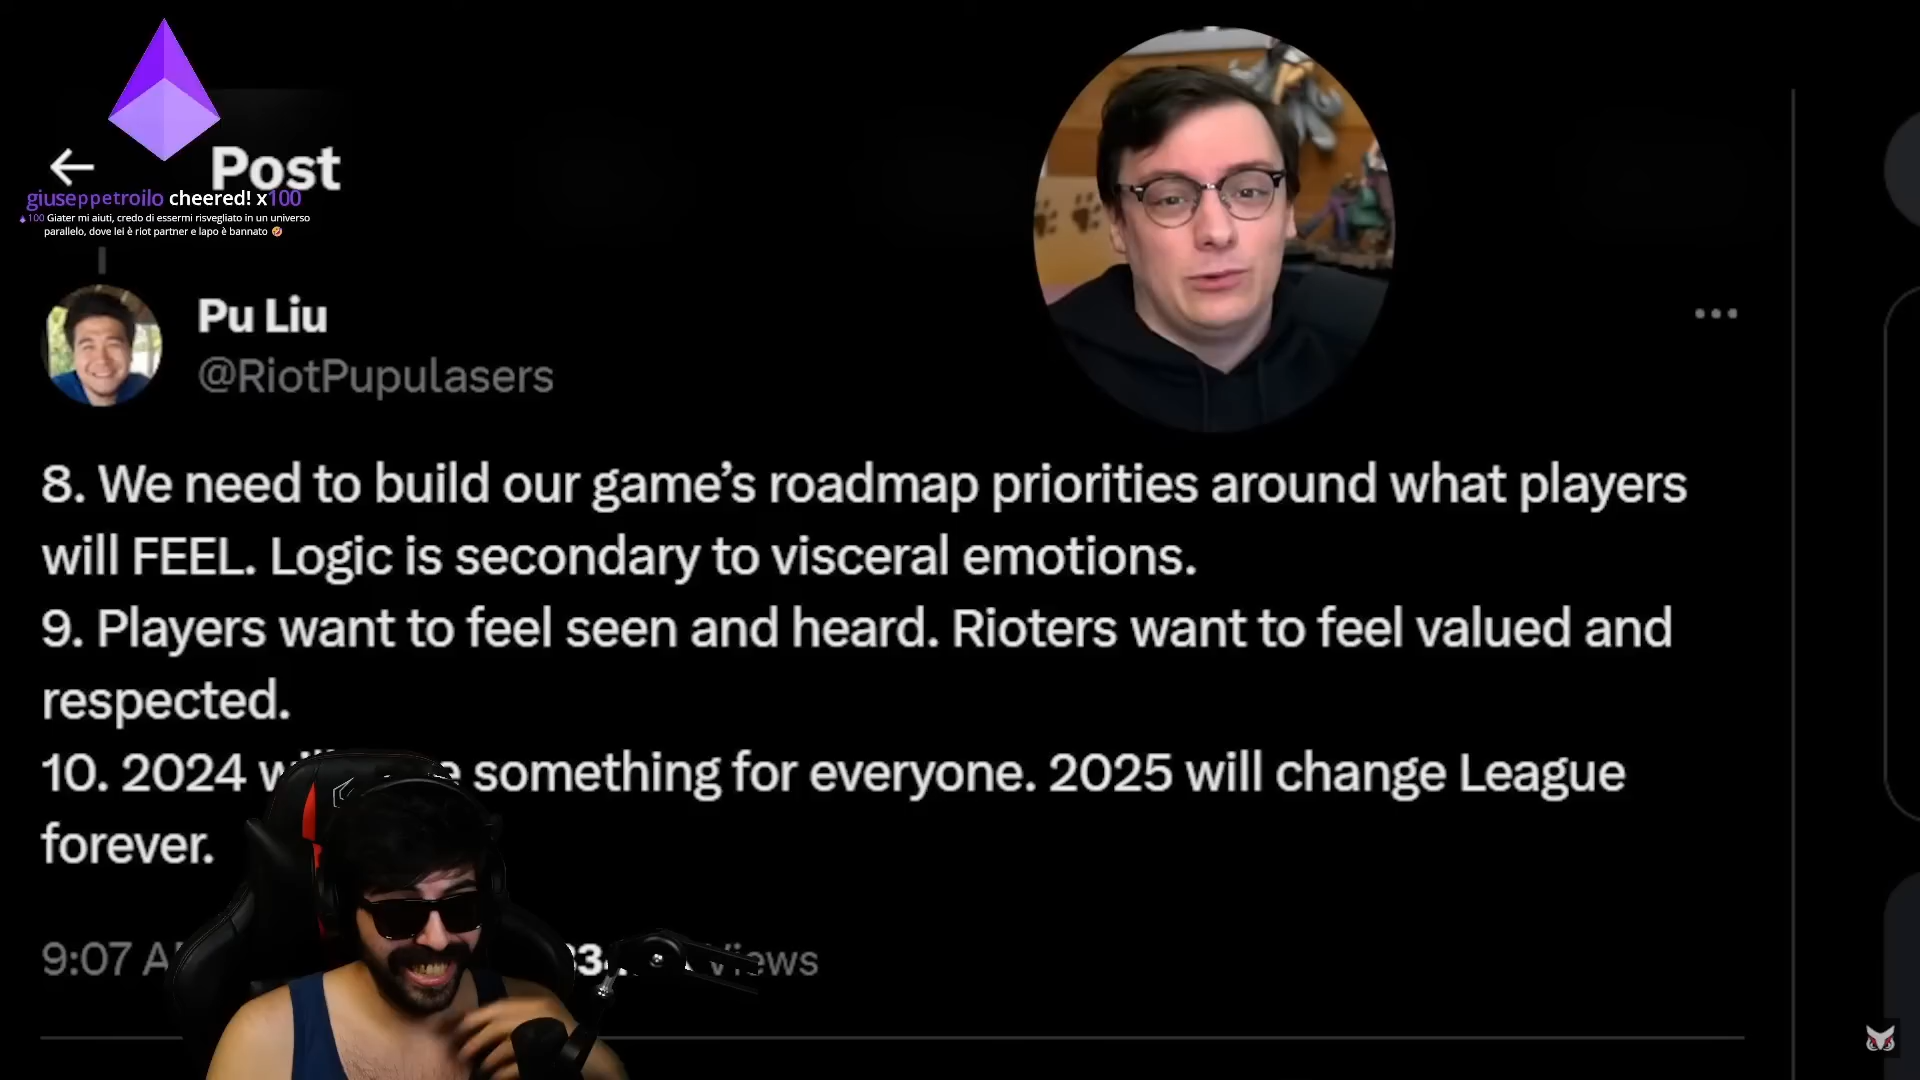 Post
giuseppetroilo cheered! x100
100 Giater mi aiuti, credo di essermi risvegliato in un universo
parallelo, dove lei è riot partner e lapo è bannato 🤣
Pu Liu
@RiotPupulasers
8. We need to build our game’s roadmap priorities around what players
will FEEL. Logic is secondary to visceral emotions.
9. Players want to feel seen and heard. Rioters want to feel valued and
respected.
10. 2024 something for everyone. 2025 will change League
forever.
9:07 Views